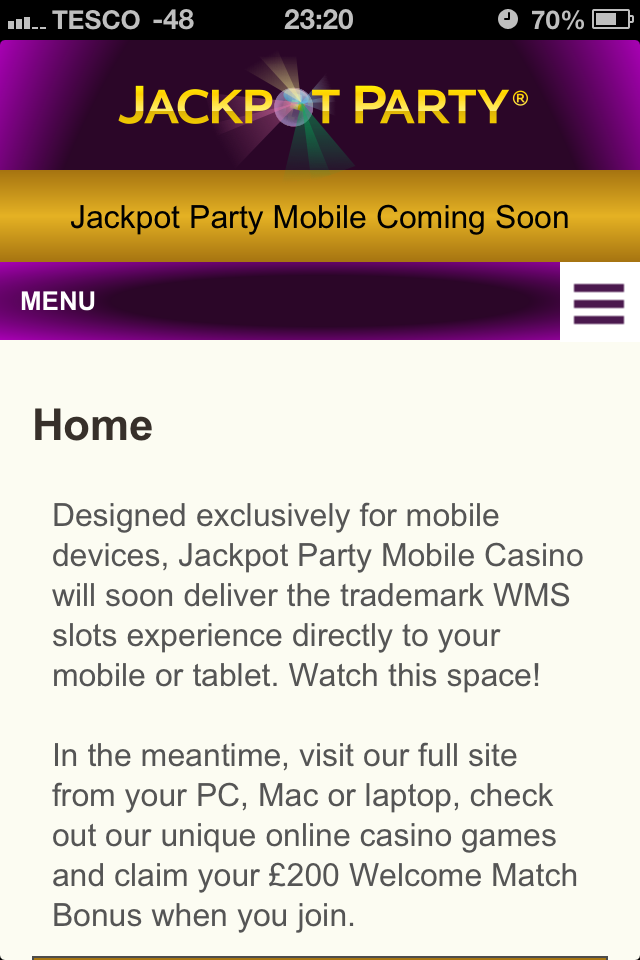 TESCO -48 23:20 70%
JACKPOT PARTY®
Jackpot Party Mobile Coming Soon
MENU
Home
Designed exclusively for mobile
devices, Jackpot Party Mobile Casino
will soon deliver the trademark WMS
slots experience directly to your
mobile or tablet. Watch this space!
In the meantime, visit our full site
from your PC, Mac or laptop, check
out our unique online casino games
and claim your £200 Welcome Match
Bonus when you join.